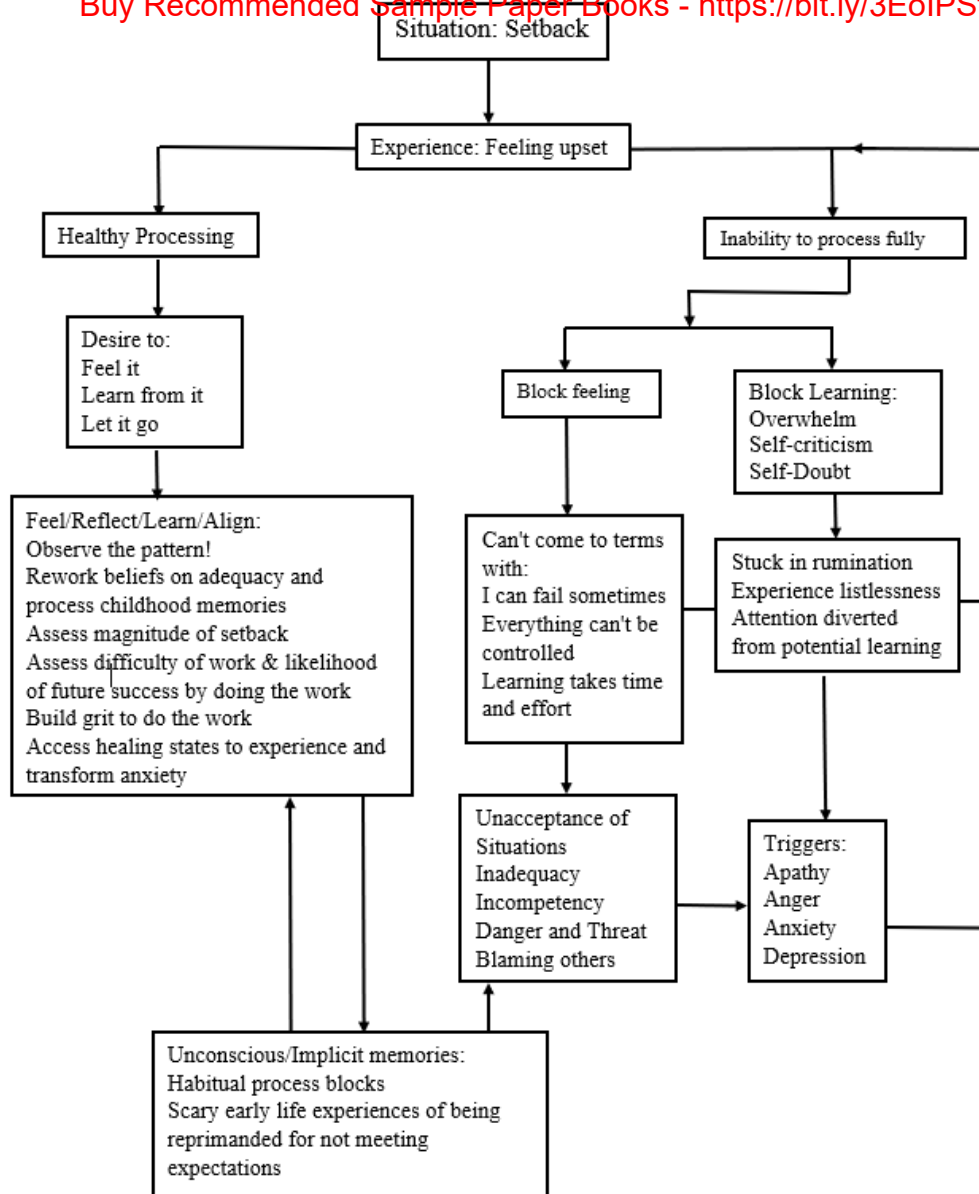 Buy Recommended Sample Paper Books - https://bit.ly/3EolPS
Situation: Setback
Experience: Feeling upset
Healthy Processing
Inability to process fully
Desire to:
Feel it
Learn from it
Let it go
Block feeling
Block Learning:
Overwhelm
Self-criticism
Self-Doubt
Feel/Reflect/Learn/Align:
Observe the pattern!
Rework beliefs on adequacy and
process childhood memories
Assess magnitude of setback
Assess difficulty of work & likelihood
of future success by doing the work
Build grit to do the work
Access healing states to experience and
transform anxiety
Can't come to terms
with:
I can fail sometimes
Everything can't be
controlled
Learning takes time
and effort
Stuck in rumination
Experience listlessness
Attention diverted
from potential learning
Unacceptance of
Situations
Inadequacy
Incompetency
Danger and Threat
Blaming others
Triggers:
Apathy
Anger
Anxiety
Depression
Unconscious/Implicit memories:
Habitual process blocks
Scary early life experiences of being
reprimanded for not meeting
expectations